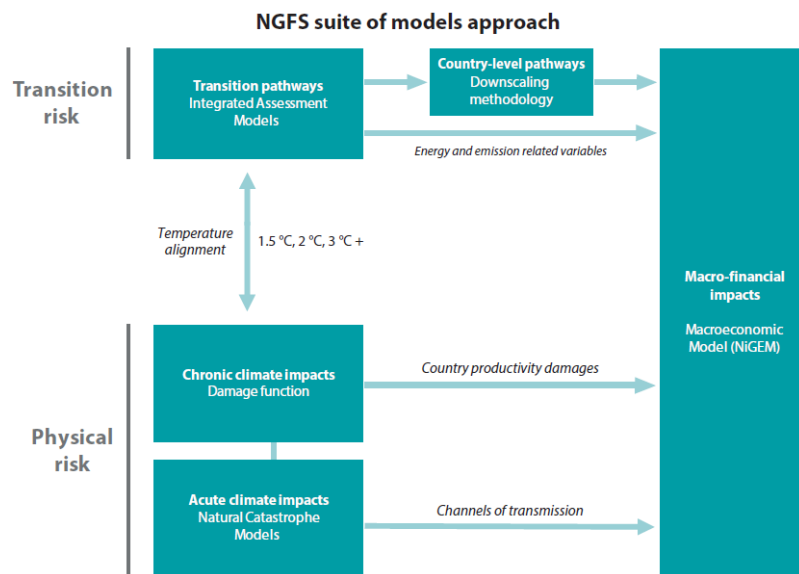 NGFS suite of models approach
Transition
risk
Transition pathways
Integrated Assessment
Models
Country-level pathways
Downscaling
methodology
Energy and emission related variables
Temperature
alignment
1.5 °C, 2 °C, 3 °C +
Macro-financial
impacts
Macroeconomic
Model (NiGEM)
Physical
risk
Chronic climate impacts
Damage function
Country productivity damages
Acute climate impacts
Natural Catastrophe
Models
Channels of transmission